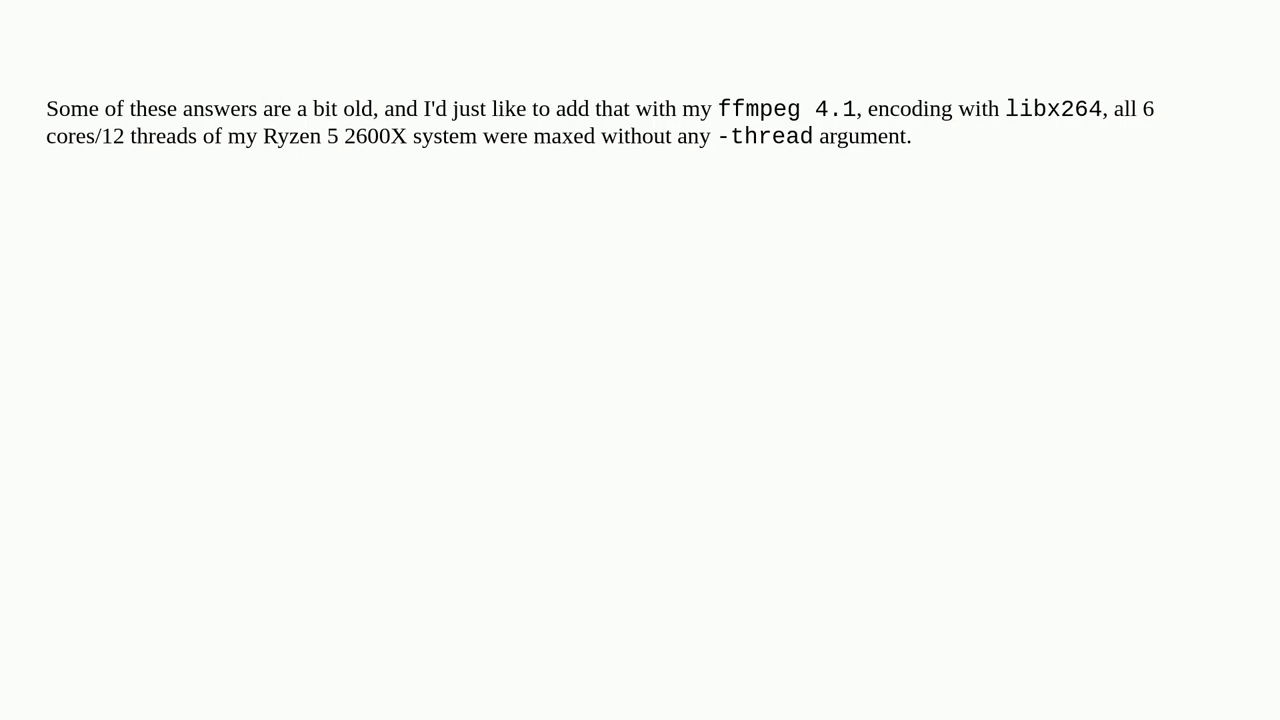 Some of these answers are a bit old, and I'd just like to add that with my ffmpeg 4.1, encoding with libx264, all 6
cores/12 threads of my Ryzen 5 2600X system were maxed without any -thread argument.